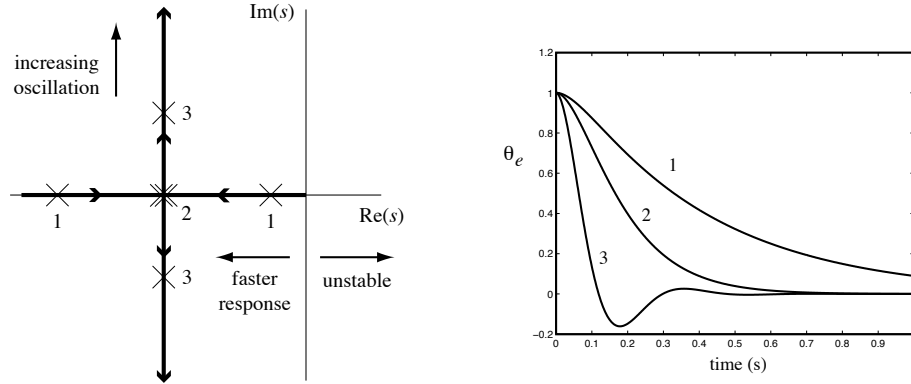 Im(s)
increasing
oscillation
3
1
2
1
Re(s)
3
faster
response
unstable
1.2
1
0.8
0.6
0.4
0.2
0
−0.2
θe
1
2
3
0 0.1 0.2 0.3 0.4 0.5 0.6 0.7 0.8 0.9 1
time (s)